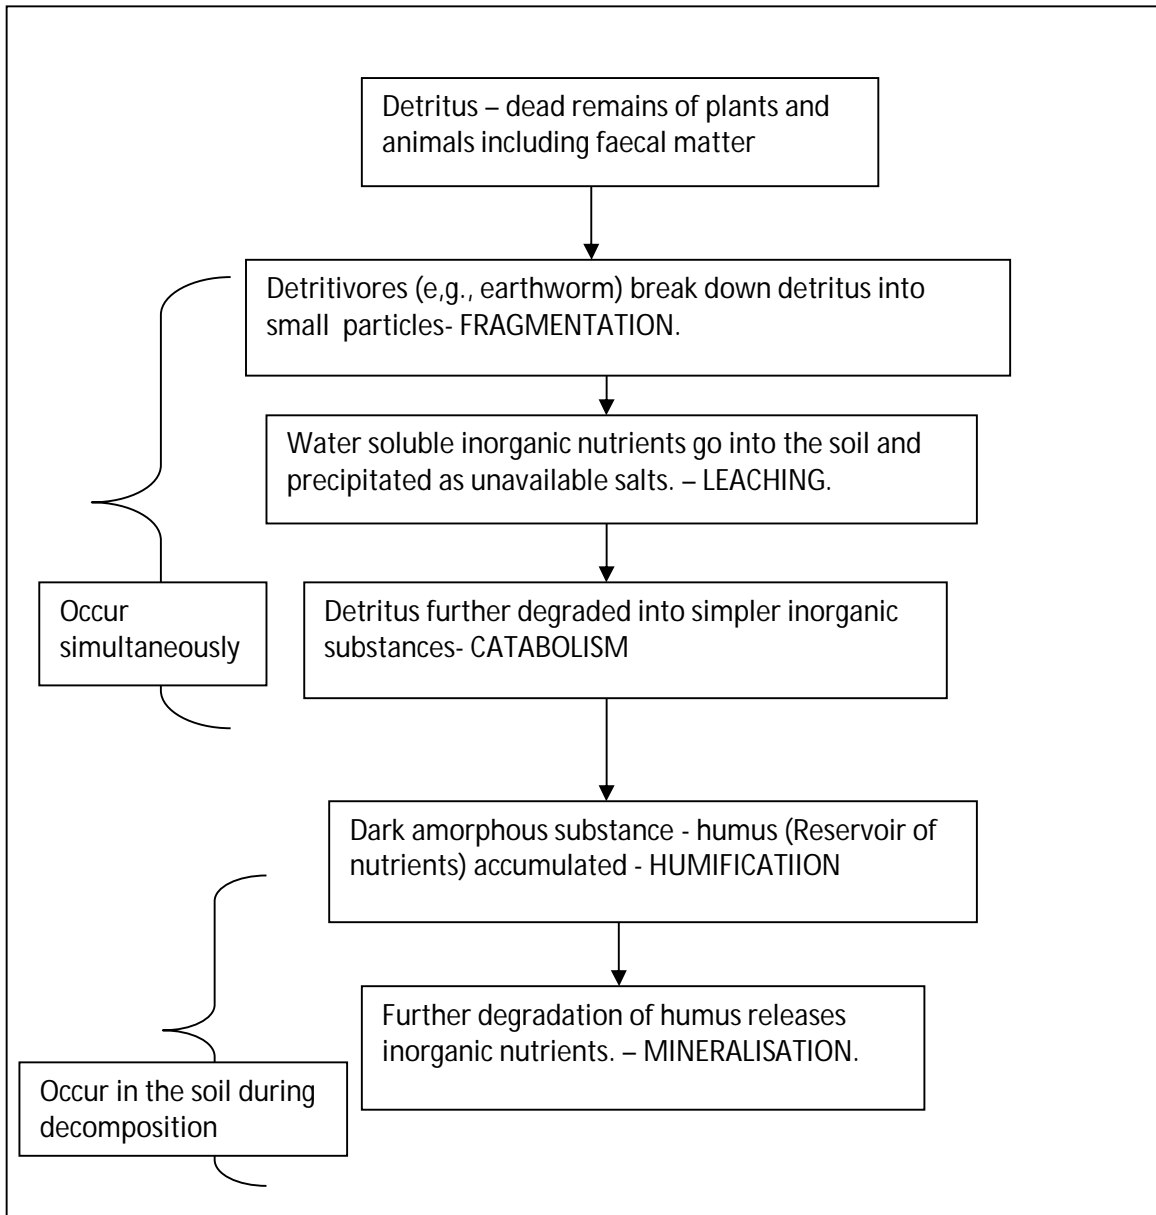 Detritus – dead remains of plants and
animals including faecal matter
Detritivores (e,g., earthworm) break down detritus into
small particles- FRAGMENTATION.
Water soluble inorganic nutrients go into the soil and
precipitated as unavailable salts. – LEACHING.
Occur
simultaneously
Detritus further degraded into simpler inorganic
substances- CATABOLISM
Dark amorphous substance - humus (Reservoir of
nutrients) accumulated - HUMIFICATIION
Further degradation of humus releases
inorganic nutrients. – MINERALISATION.
Occur in the soil during
decomposition